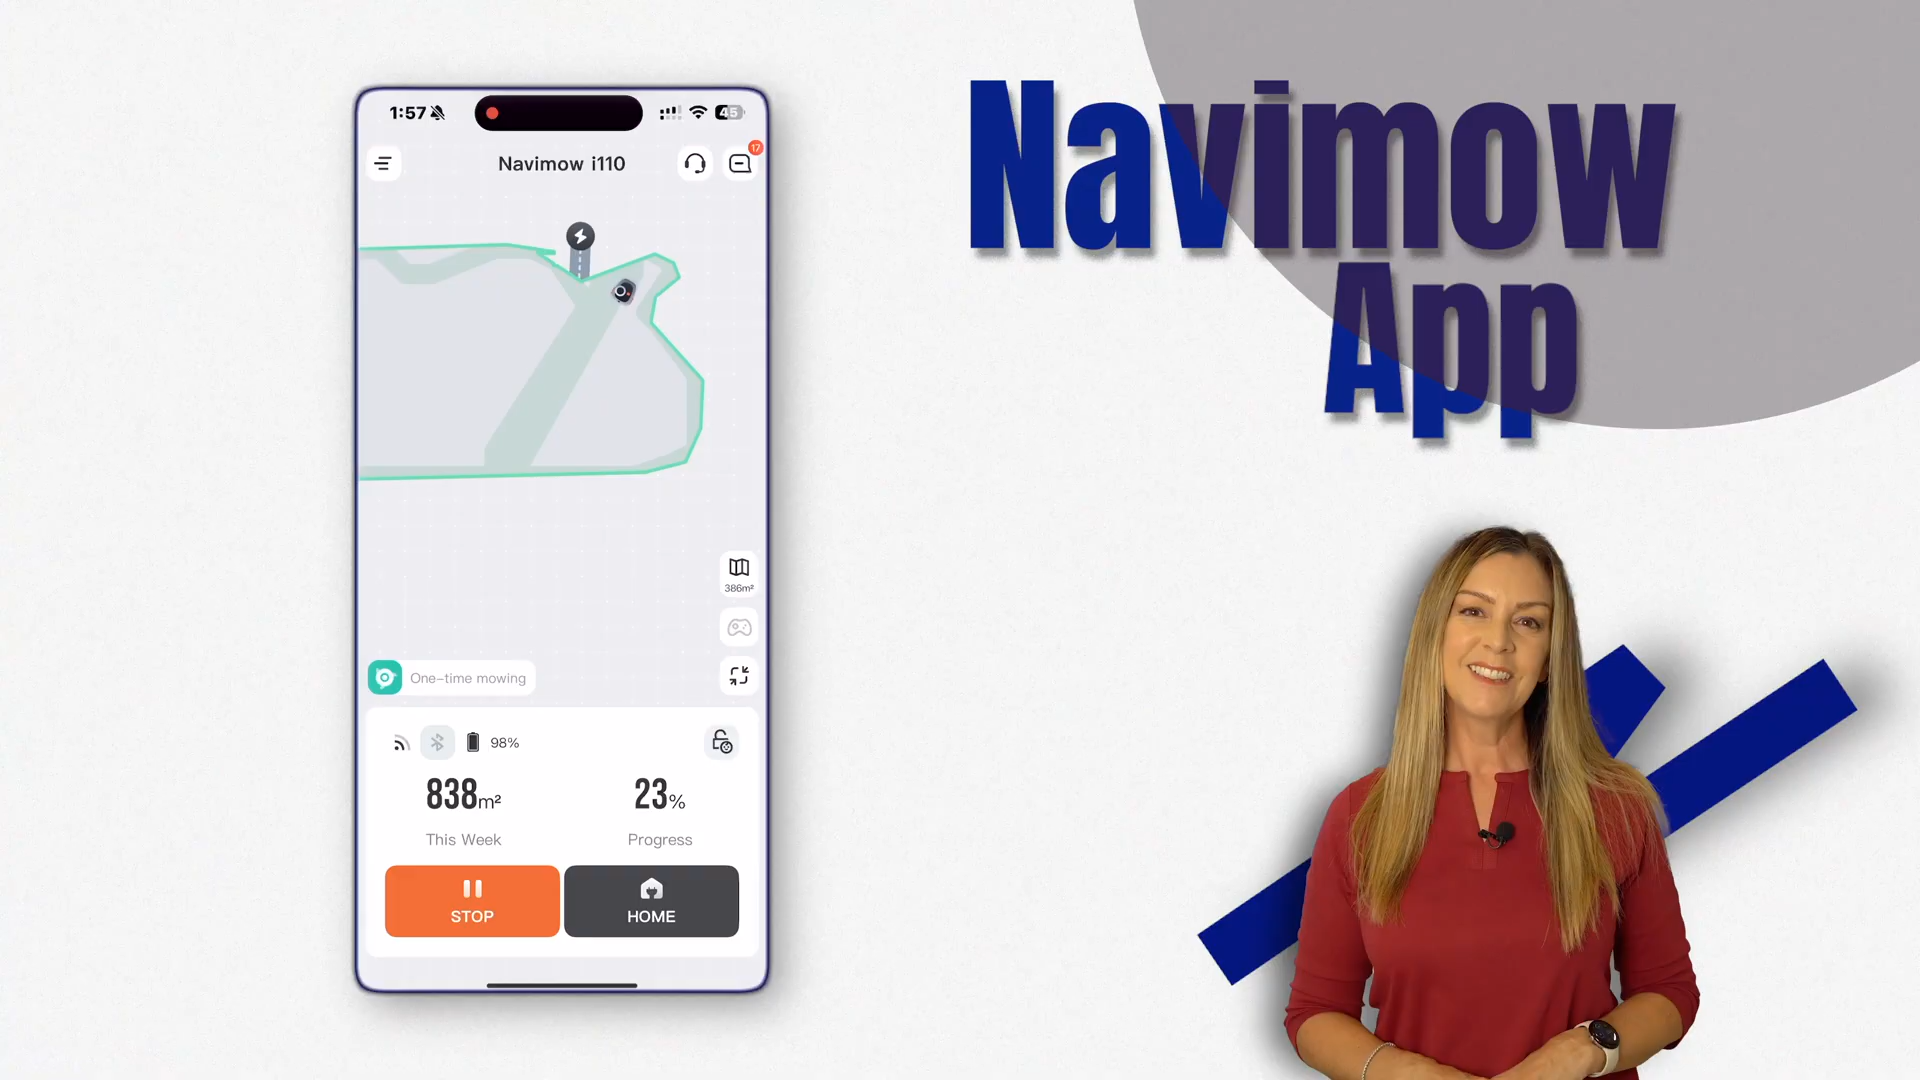 1:57
45
Navimow i110
17
386m²
One-time mowing
98%
838m²
23%
This Week
Progress
STOP
HOME
Navimow
App